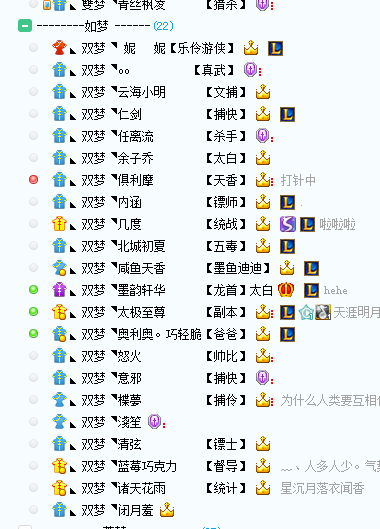 双梦 ◥青丝枫发 【猎杀】
--------如梦 ------ (22)
双梦 ◥ 妮 妮【乐伶游侠】
双梦 ◥oo 【真武】
双梦 ◥云海小明 【文捕】
双梦 ◥仁剑 【捕快】
双梦 ◥任离流 【杀手】
双梦 ◥余子乔 【太白】
双梦 ◥俱利摩 【天香】 打针中
双梦 ◥内涵 【镖师】 .
双梦 ◥几度 【统战】 啦啦啦
双梦 ◥北城初夏 【五毒】
双梦 ◥咸鱼天香 【墨鱼迪迪】
双梦 ◥墨韵轩华 【龙首】太白 hehe
双梦 ◥太极至尊 【副本】 天涯明月
双梦 ◥奥利奥。巧轻脆【爸爸】
双梦 ◥怒火 【帅比】
双梦 ◥意邪 【捕快】
双梦 ◥樸夢 【捕伶】 为什么人类要互相
双梦 ◥淺笙
双梦 ◥清弦 【镖士】
双梦 ◥蓝莓巧克力 【督导】 ﹏、人多人少。气
双梦 ◥诸天花雨 【统计】 星沉月落衣闻香
双梦 ◥闭月羞